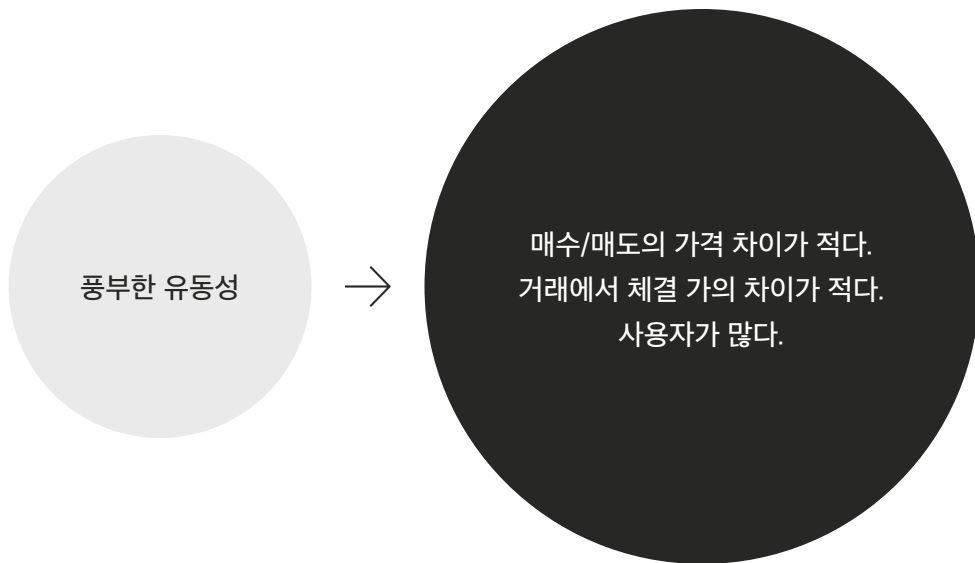 풍부한 유동성
매수/매도의 가격 차이가 적다.
거래에서 체결 가의 차이가 적다.
사용자가 많다.